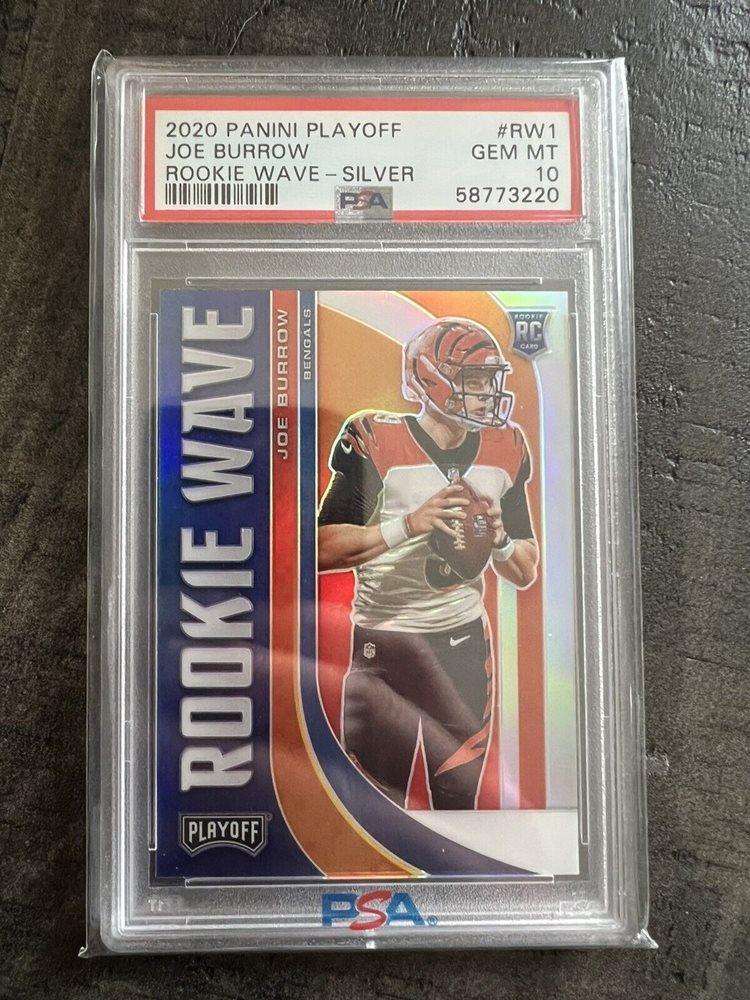 2020 PANINI PLAYOFF #RW1
JOE BURROW GEM MT
ROOKIE WAVE – SILVER 10
58773220
PSA
ROOKIE WAVE
JOE BURROW
BENGALS
ROOKIE
RC
CARD
9
PLAYOFF
PSA®